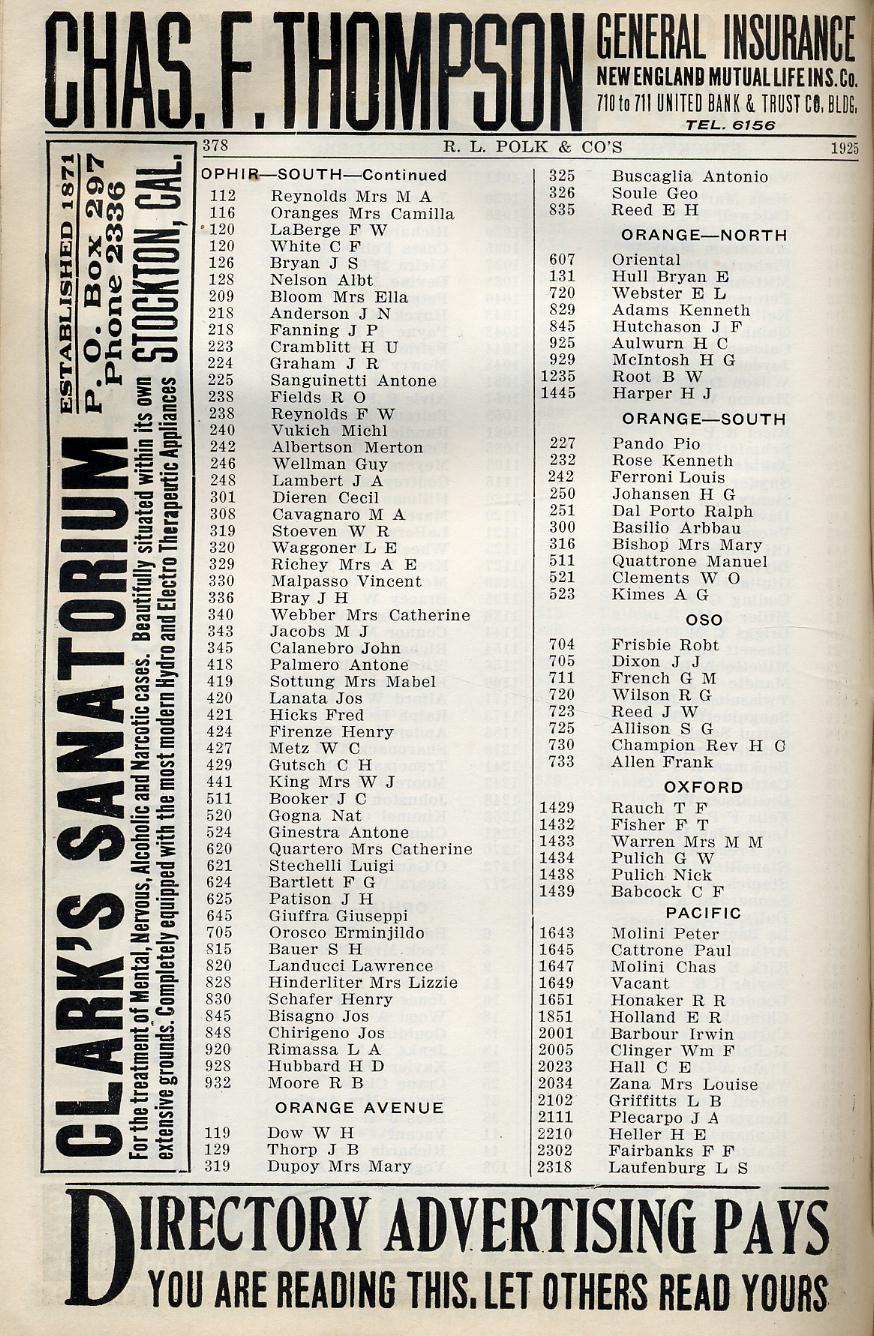 CHAS. F. THOMPSON
GENERAL INSURANCE
NEW ENGLAND MUTUAL LIFE INS. Co.
710 to 711 UNITED BANK & TRUST CO. BLDG.
TEL. 6156
CLARK'S SANATORIUM
ESTABLISHED 1871
P. O. Box 297
Phone 2336
STOCKTON, CAL.
For the treatment of Mental, Nervous, Alcoholic and Narcotic cases. Beautifully situated within its own
extensive grounds. Completely equipped with the most modern Hydro and Electro Therapeutic Appliances
378 R. L. POLK & CO'S 1925
OPHIR—SOUTH—Continued
112 Reynolds Mrs M A
116 Oranges Mrs Camilla
120 LaBerge F W
120 White C F
126 Bryan J S
128 Nelson Albt
209 Bloom Mrs Ella
218 Anderson J N
218 Fanning J P
223 Cramblitt H U
224 Graham J R
225 Sanguinetti Antone
238 Fields R O
238 Reynolds F W
240 Vukich Michl
242 Albertson Merton
246 Wellman Guy
248 Lambert J A
301 Dieren Cecil
308 Cavagnaro M A
319 Stoeven W R
320 Waggoner L E
329 Richey Mrs A E
330 Malpasso Vincent
336 Bray J H
340 Webber Mrs Catherine
343 Jacobs M J
345 Calanebro John
418 Palmero Antone
419 Sottung Mrs Mabel
420 Lanata Jos
421 Hicks Fred
424 Firenze Henry
427 Metz W C
429 Gutsch C H
441 King Mrs W J
511 Booker J C
520 Gogna Nat
524 Ginestra Antone
620 Quartero Mrs Catherine
621 Stechelli Luigi
624 Bartlett F G
625 Patison J H
645 Giuffra Giuseppi
705 Orosco Erminjildo
815 Bauer S H
820 Landucci Lawrence
828 Hinderliter Mrs Lizzie
830 Schafer Henry
845 Bisagno Jos
848 Chirigeno Jos
920 Rimassa L A
928 Hubbard H D
932 Moore R B
ORANGE AVENUE
119 Dow W H
129 Thorp J B
319 Dupoy Mrs Mary
325 Buscaglia Antonio
326 Soule Geo
835 Reed E H
ORANGE—NORTH
607 Oriental
131 Hull Bryan E
720 Webster E L
829 Adams Kenneth
845 Hutchason J F
925 Aulwurn H C
929 McIntosh H G
1235 Root B W
1445 Harper H J
ORANGE—SOUTH
227 Pando Pio
232 Rose Kenneth
242 Ferroni Louis
250 Johansen H G
251 Dal Porto Ralph
300 Basilio Arbbau
316 Bishop Mrs Mary
511 Quattrone Manuel
521 Clements W O
523 Kimes A G
OSO
704 Frisbie Robt
705 Dixon J J
711 French G M
720 Wilson R G
723 Reed J W
725 Allison S G
730 Champion Rev H C
733 Allen Frank
OXFORD
1429 Rauch T F
1432 Fisher F T
1433 Warren Mrs M M
1434 Pulich G W
1438 Pulich Nick
1439 Babcock C F
PACIFIC
1643 Molini Peter
1645 Cattrone Paul
1647 Molini Chas
1649 Vacant
1651 Honaker R R
1851 Holland E R
2001 Barbour Irwin
2005 Clinger Wm F
2023 Hall C E
2034 Zana Mrs Louise
2102 Griffitts L B
2111 Plecarpo J A
2210 Heller H E
2302 Fairbanks F F
2318 Laufenburg L S
DIRECTORY ADVERTISING PAYS
YOU ARE READING THIS. LET OTHERS READ YOURS